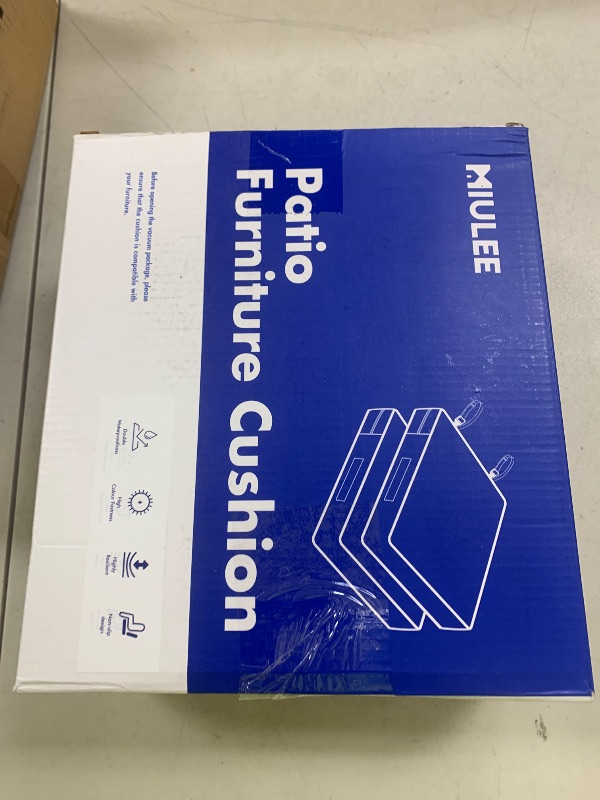 MIULEE
Patio
Furniture Cushion
Before opening the vacuum package, please
ensure that the cushion is compatible with
your furniture.
Double
waterproofness
High
Colour Fastness
Highly
Resilient
Non-slip
design